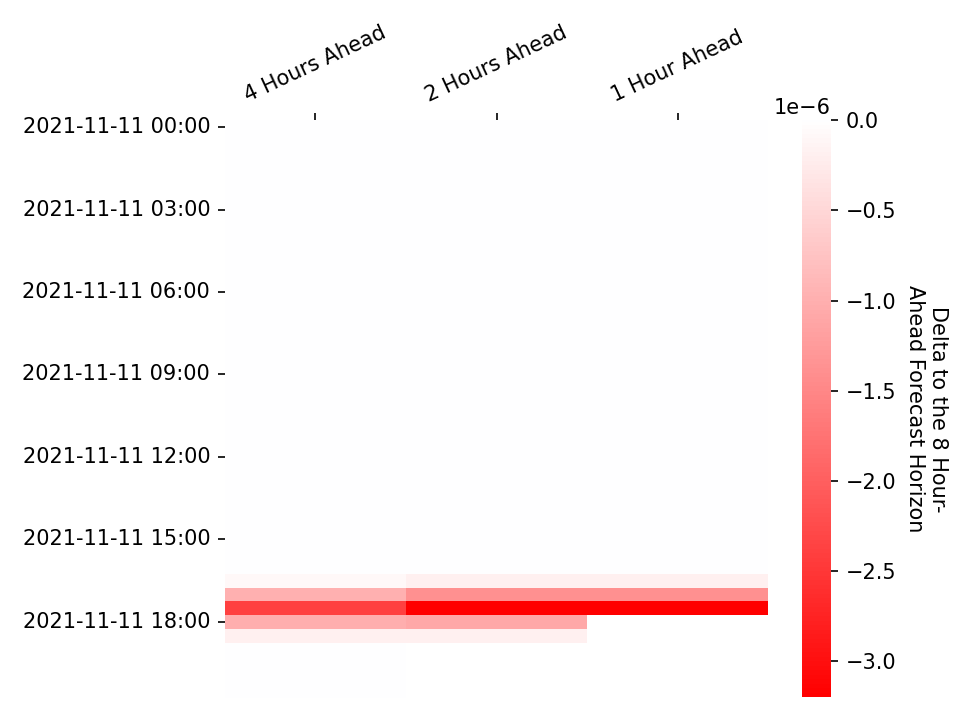 4 Hours Ahead
2 Hours Ahead
1 Hour Ahead
1e−6
2021-11-11 00:00
2021-11-11 03:00
2021-11-11 06:00
2021-11-11 09:00
2021-11-11 12:00
2021-11-11 15:00
2021-11-11 18:00
0.0
−0.5
−1.0
−1.5
−2.0
−2.5
−3.0
Delta to the 8 Hour-
Ahead Forecast Horizon